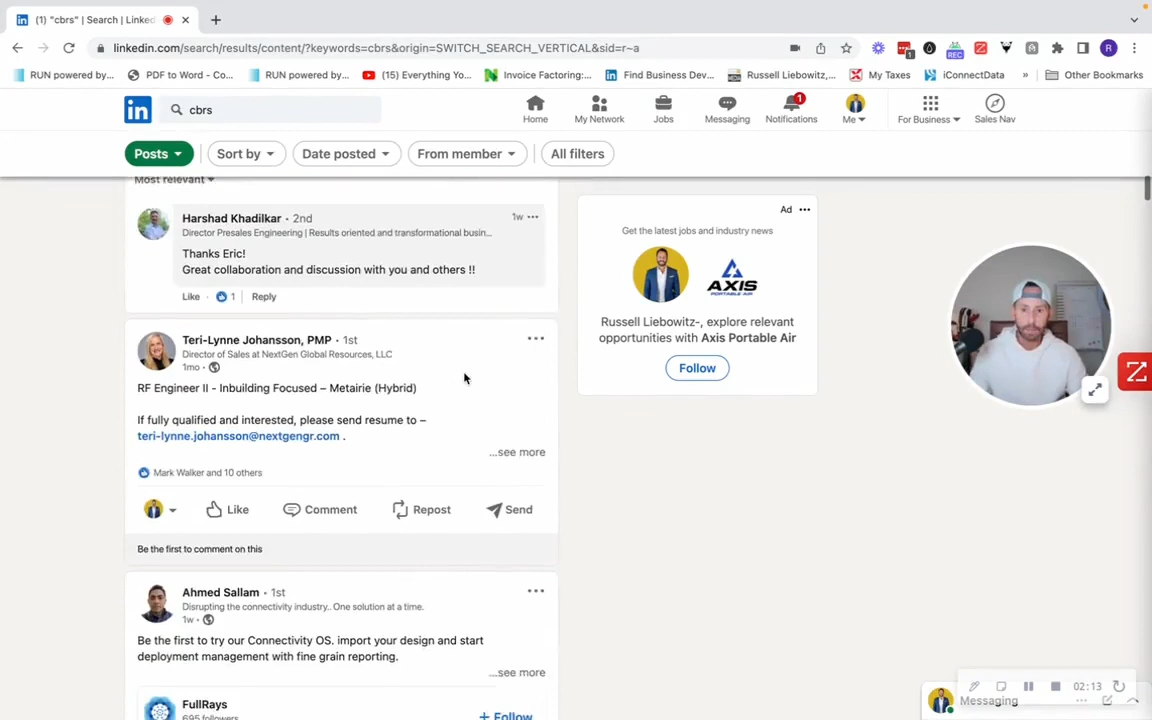 (1) "cbrs" | Search | Linked
linkedin.com/search/results/content/?keywords=cbrs&origin=SWITCH_SEARCH_VERTICAL&sid=r~a
1
REC
R
RUN powered by...
PDF to Word - Co...
RUN powered by...
(15) Everything Yo...
Invoice Factoring:...
Find Business Dev...
Russell Liebowitz,...
My Taxes
iConnectData
»
Other Bookmarks
in
cbrs
Home
My Network
Jobs
Messaging
1
Notifications
Me
For Business
Sales Nav
Posts
Sort by
Date posted
From member
All filters
Most relevant
Harshad Khadilkar • 2nd
1w
Director Presales Engineering | Results oriented and transformational busin...
Thanks Eric!
Great collaboration and discussion with you and others !!
Like · 1 | Reply
Teri-Lynne Johansson, PMP • 1st
Director of Sales at NextGen Global Resources, LLC
1mo •
RF Engineer II - Inbuilding Focused – Metairie (Hybrid)
If fully qualified and interested, please send resume to –
teri-lynne.johansson@nextgengr.com .
...see more
Mark Walker and 10 others
Like
Comment
Repost
Send
Be the first to comment on this
Ahmed Sallam • 1st
Disrupting the connectivity industry.. One solution at a time.
1w •
Be the first to try our Connectivity OS. import your design and start
deployment management with fine grain reporting.
...see more
FullRays
695 followers
+ Follow
Ad
Get the latest jobs and industry news
AXIS
PORTABLE AIR
Russell Liebowitz-, explore relevant
opportunities with Axis Portable Air
Follow
02:13
Messaging